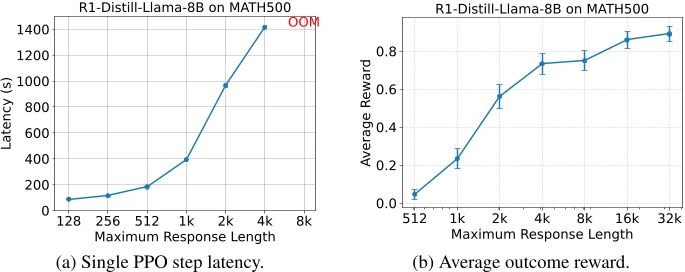 R1-Distill-Llama-8B on MATH500
OOM
1400
1200
1000
800
600
400
200
0
Latency (s)
128 256 512 1k 2k 4k 8k
Maximum Response Length
(a) Single PPO step latency.
R1-Distill-Llama-8B on MATH500
0.8
0.6
0.4
0.2
0.0
Average Reward
512 1k 2k 4k 8k 16k 32k
Maximum Response Length
(b) Average outcome reward.